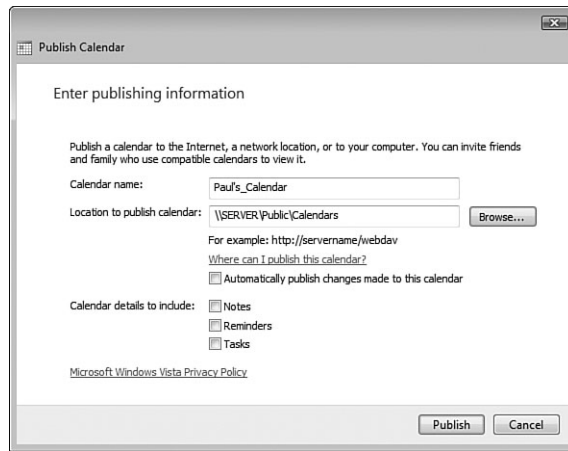 Publish Calendar
Enter publishing information
Publish a calendar to the Internet, a network location, or to your computer. You can invite friends
and family who use compatible calendars to view it.
Calendar name: Paul's_Calendar
Location to publish calendar: \\SERVER\Public\Calendars Browse...
For example: http://servername/webdav
Where can I publish this calendar?
Automatically publish changes made to this calendar
Calendar details to include: Notes
Reminders
Tasks
Microsoft Windows Vista Privacy Policy
Publish Cancel